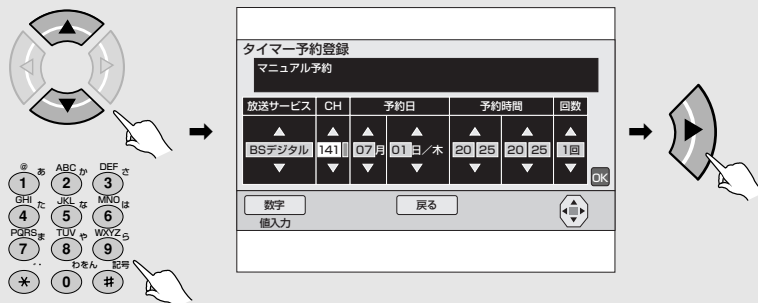 タイマー予約登録
マニュアル予約
放送サービス CH 予約日 予約時間 回数
BSデジタル 141 07月 01日/木 20 25 20 25 1回
OK
数字 戻る
値入力
@ あ ABC か DEF さ
1 2 3
GHI た JKL な MNO は
4 5 6
PQRS ま TUV や WXYZ ら
7 8 9
゛゜ わをん 記号
* 0 #